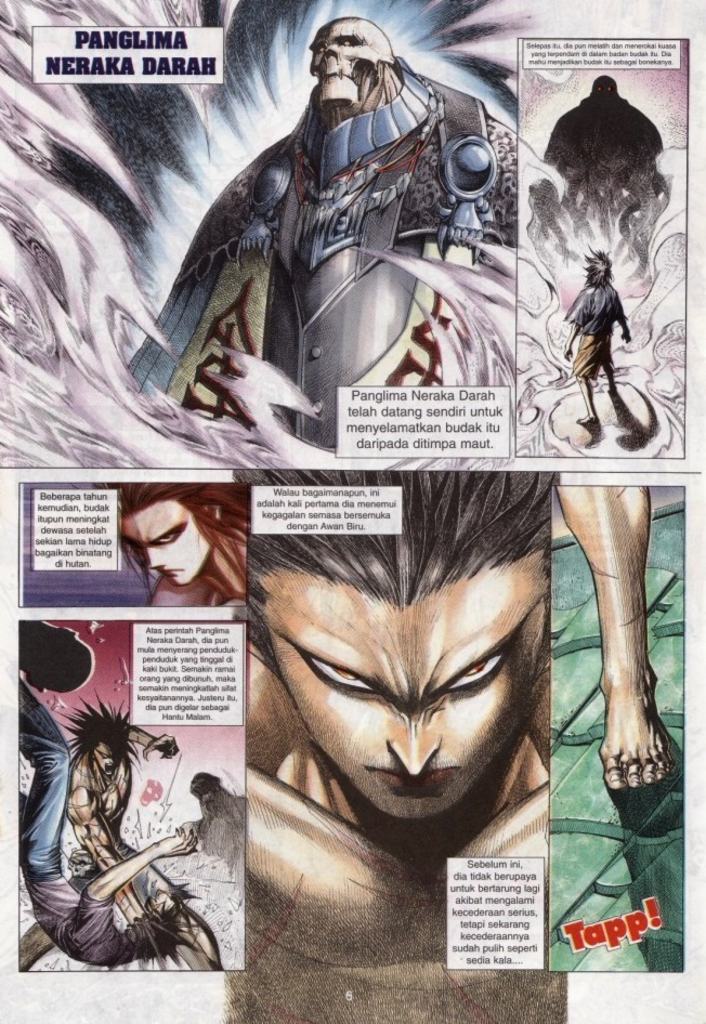 PANGLIMA
NERAKA DARAH
Selepas itu, dia pun melatih dan menerokai kuasa
yang terpendam di dalam badan budak itu. Dia
mahu menjadikan budak itu sebagai bonekanya.
Panglima Neraka Darah
telah datang sendiri untuk
menyelamatkan budak itu
daripada ditimpa maut.
Beberapa tahun
kemudian, budak
itupun meningkat
dewasa setelah
sekian lama hidup
bagaikan binatang
di hutan.
Walau bagaimanapun, ini
adalah kali pertama dia menemui
kegagalan semasa bersemuka
dengan Awan Biru.
Atas perintah Panglima
Neraka Darah, dia pun
mula menyerang penduduk-
penduduk yang tinggal di
kaki bukit. Semakin ramai
orang yang dibunuh, maka
semakin meningkatlah sifat
kesyaitanannya. Justeru itu,
dia pun digelar sebagai
Hantu Malam.
Sebelum ini,
dia tidak berupaya
untuk bertarung lagi
akibat mengalami
kecederaan serius,
tetapi sekarang
kecederaannya
sudah pulih seperti
sedia kala....
Tapp!
6